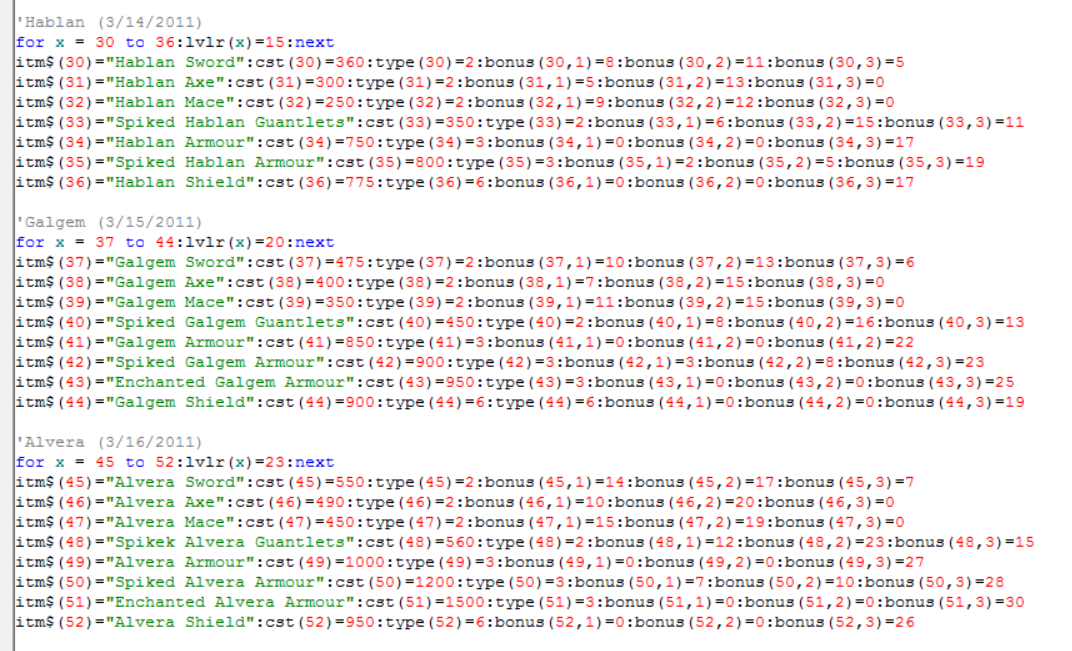 'Hablan (3/14/2011)
for x = 30 to 36:lvlr(x)=15:next
itm$(30)="Hablan Sword":cst(30)=360:type(30)=2:bonus(30,1)=8:bonus(30,2)=11:bonus(30,3)=5
itm$(31)="Hablan Axe":cst(31)=300:type(31)=2:bonus(31,1)=5:bonus(31,2)=13:bonus(31,3)=0
itm$(32)="Hablan Mace":cst(32)=250:type(32)=2:bonus(32,1)=9:bonus(32,2)=12:bonus(32,3)=0
itm$(33)="Spiked Hablan Guantlets":cst(33)=350:type(33)=2:bonus(33,1)=6:bonus(33,2)=15:bonus(33,3)=11
itm$(34)="Hablan Armour":cst(34)=750:type(34)=3:bonus(34,1)=0:bonus(34,2)=0:bonus(34,3)=17
itm$(35)="Spiked Hablan Armour":cst(35)=800:type(35)=3:bonus(35,1)=2:bonus(35,2)=5:bonus(35,3)=19
itm$(36)="Hablan Shield":cst(36)=775:type(36)=6:bonus(36,1)=0:bonus(36,2)=0:bonus(36,3)=17
'Galgem (3/15/2011)
for x = 37 to 44:lvlr(x)=20:next
itm$(37)="Galgem Sword":cst(37)=475:type(37)=2:bonus(37,1)=10:bonus(37,2)=13:bonus(37,3)=6
itm$(38)="Galgem Axe":cst(38)=400:type(38)=2:bonus(38,1)=7:bonus(38,2)=15:bonus(38,3)=0
itm$(39)="Galgem Mace":cst(39)=350:type(39)=2:bonus(39,1)=11:bonus(39,2)=15:bonus(39,3)=0
itm$(40)="Spiked Galgem Guantlets":cst(40)=450:type(40)=2:bonus(40,1)=8:bonus(40,2)=16:bonus(40,3)=13
itm$(41)="Galgem Armour":cst(41)=850:type(41)=3:bonus(41,1)=0:bonus(41,2)=0:bonus(41,2)=22
itm$(42)="Spiked Galgem Armour":cst(42)=900:type(42)=3:bonus(42,1)=3:bonus(42,2)=8:bonus(42,3)=23
itm$(43)="Enchanted Galgem Armour":cst(43)=950:type(43)=3:bonus(43,1)=0:bonus(43,2)=0:bonus(43,3)=25
itm$(44)="Galgem Shield":cst(44)=900:type(44)=6:type(44)=6:bonus(44,1)=0:bonus(44,2)=0:bonus(44,3)=19
'Alvera (3/16/2011)
for x = 45 to 52:lvlr(x)=23:next
itm$(45)="Alvera Sword":cst(45)=550:type(45)=2:bonus(45,1)=14:bonus(45,2)=17:bonus(45,3)=7
itm$(46)="Alvera Axe":cst(46)=490:type(46)=2:bonus(46,1)=10:bonus(46,2)=20:bonus(46,3)=0
itm$(47)="Alvera Mace":cst(47)=450:type(47)=2:bonus(47,1)=15:bonus(47,2)=19:bonus(47,3)=0
itm$(48)="Spikek Alvera Guantlets":cst(48)=560:type(48)=2:bonus(48,1)=12:bonus(48,2)=23:bonus(48,3)=15
itm$(49)="Alvera Armour":cst(49)=1000:type(49)=3:bonus(49,1)=0:bonus(49,2)=0:bonus(49,3)=27
itm$(50)="Spiked Alvera Armour":cst(50)=1200:type(50)=3:bonus(50,1)=7:bonus(50,2)=10:bonus(50,3)=28
itm$(51)="Enchanted Alvera Armour":cst(51)=1500:type(51)=3:bonus(51,1)=0:bonus(51,2)=0:bonus(51,3)=30
itm$(52)="Alvera Shield":cst(52)=950:type(52)=6:bonus(52,1)=0:bonus(52,2)=0:bonus(52,3)=26